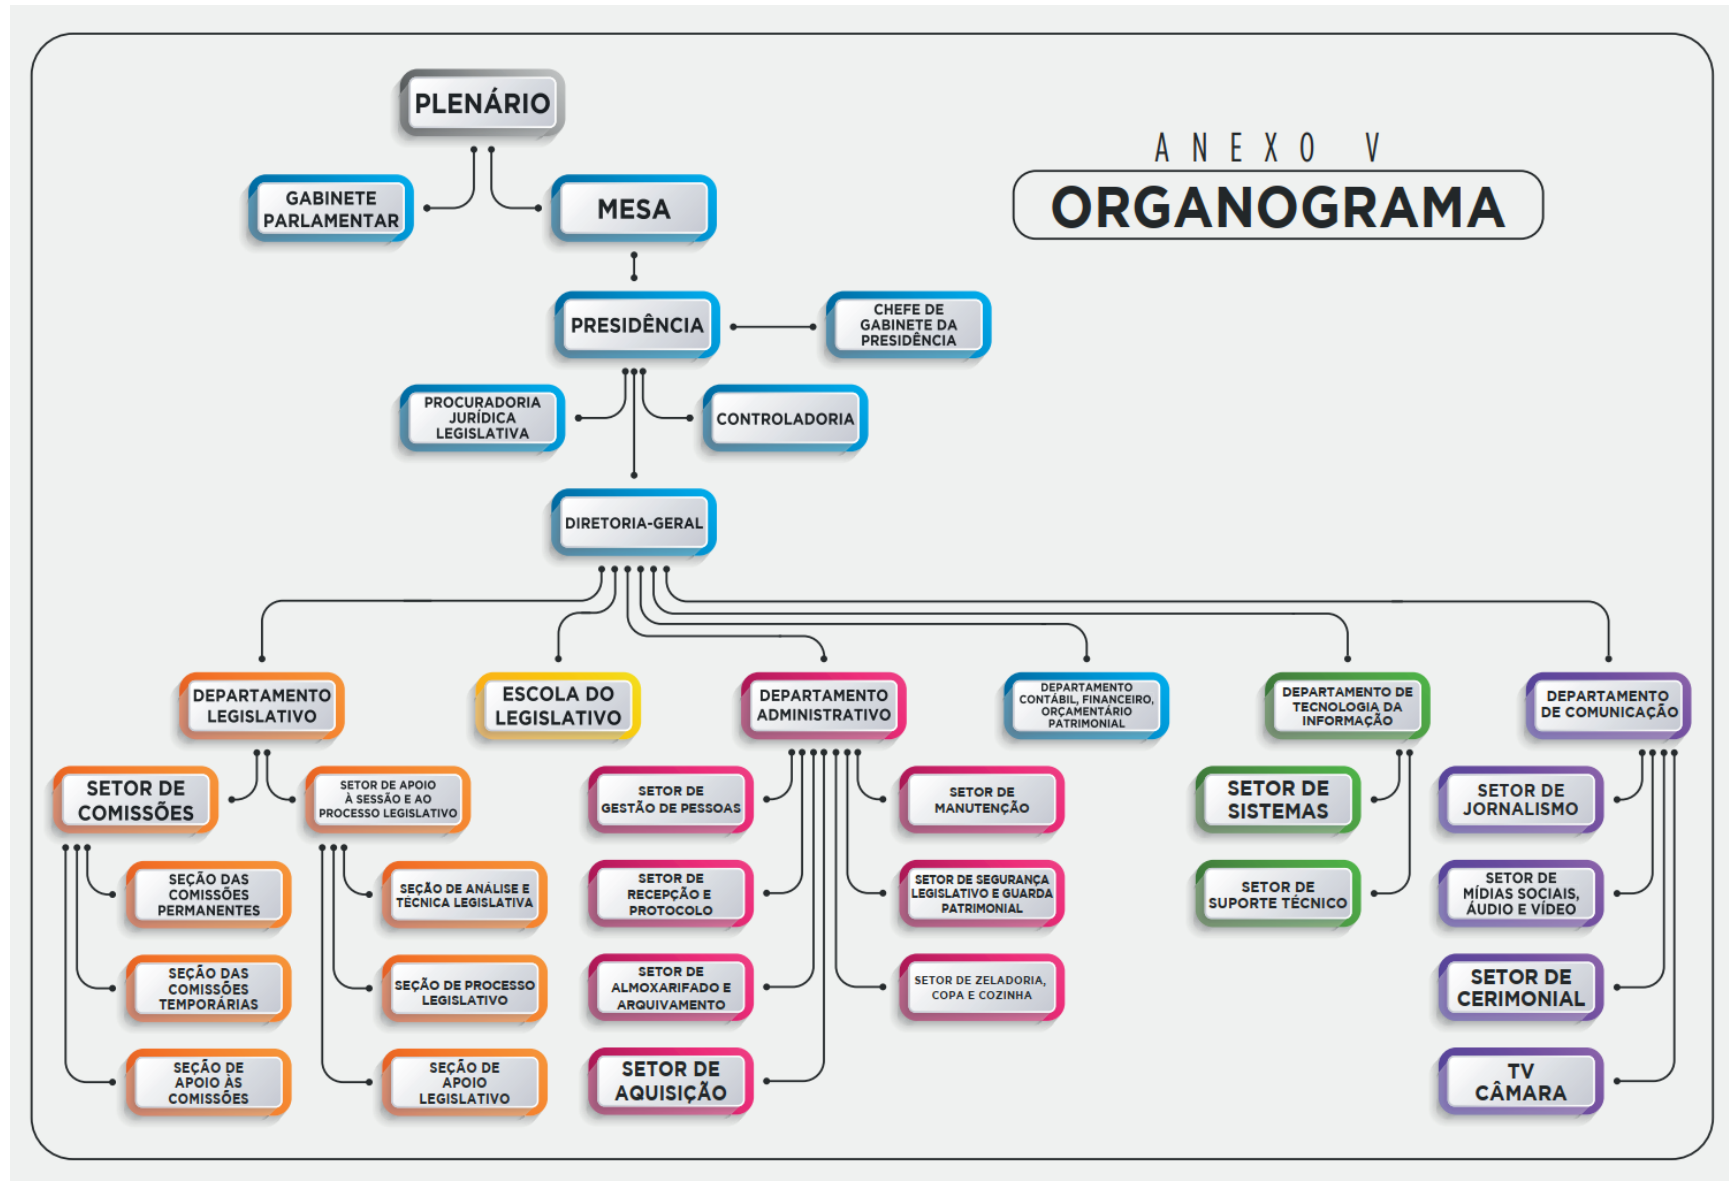 PLENÁRIO
ANEXO V
ORGANOGRAMA
GABINETE
PARLAMENTAR
MESA
PRESIDÊNCIA
CHEFE DE
GABINETE DA
PRESIDÊNCIA
PROCURADORIA
JURÍDICA
LEGISLATIVA
CONTROLADORIA
DIRETORIA-GERAL
DEPARTAMENTO
LEGISLATIVO
ESCOLA DO
LEGISLATIVO
DEPARTAMENTO
ADMINISTRATIVO
DEPARTAMENTO
CONTÁBIL, FINANCEIRO,
ORÇAMENTÁRIO
PATRIMONIAL
DEPARTAMENTO DE
TECNOLOGIA DA
INFORMAÇÃO
DEPARTAMENTO
DE COMUNICAÇÃO
SETOR DE
COMISSÕES
SETOR DE APOIO
À SESSÃO E AO
PROCESSO LEGISLATIVO
SETOR DE
GESTÃO DE PESSOAS
SETOR DE
MANUTENÇÃO
SETOR DE
SISTEMAS
SETOR DE
JORNALISMO
SEÇÃO DAS
COMISSÕES
PERMANENTES
SEÇÃO DE ANÁLISE E
TÉCNICA LEGISLATIVA
SETOR DE
RECEPÇÃO E
PROTOCOLO
SETOR DE SEGURANÇA
LEGISLATIVO E GUARDA
PATRIMONIAL
SETOR DE
SUPORTE TÉCNICO
SETOR DE
MÍDIAS SOCIAIS,
ÁUDIO E VÍDEO
SEÇÃO DAS
COMISSÕES
TEMPORÁRIAS
SEÇÃO DE PROCESSO
LEGISLATIVO
SETOR DE
ALMOXARIFADO E
ARQUIVAMENTO
SETOR DE ZELADORIA,
COPA E COZINHA
SETOR DE
CERIMONIAL
SEÇÃO DE
APOIO ÀS
COMISSÕES
SEÇÃO DE
APOIO
LEGISLATIVO
SETOR DE
AQUISIÇÃO
TV
CÂMARA